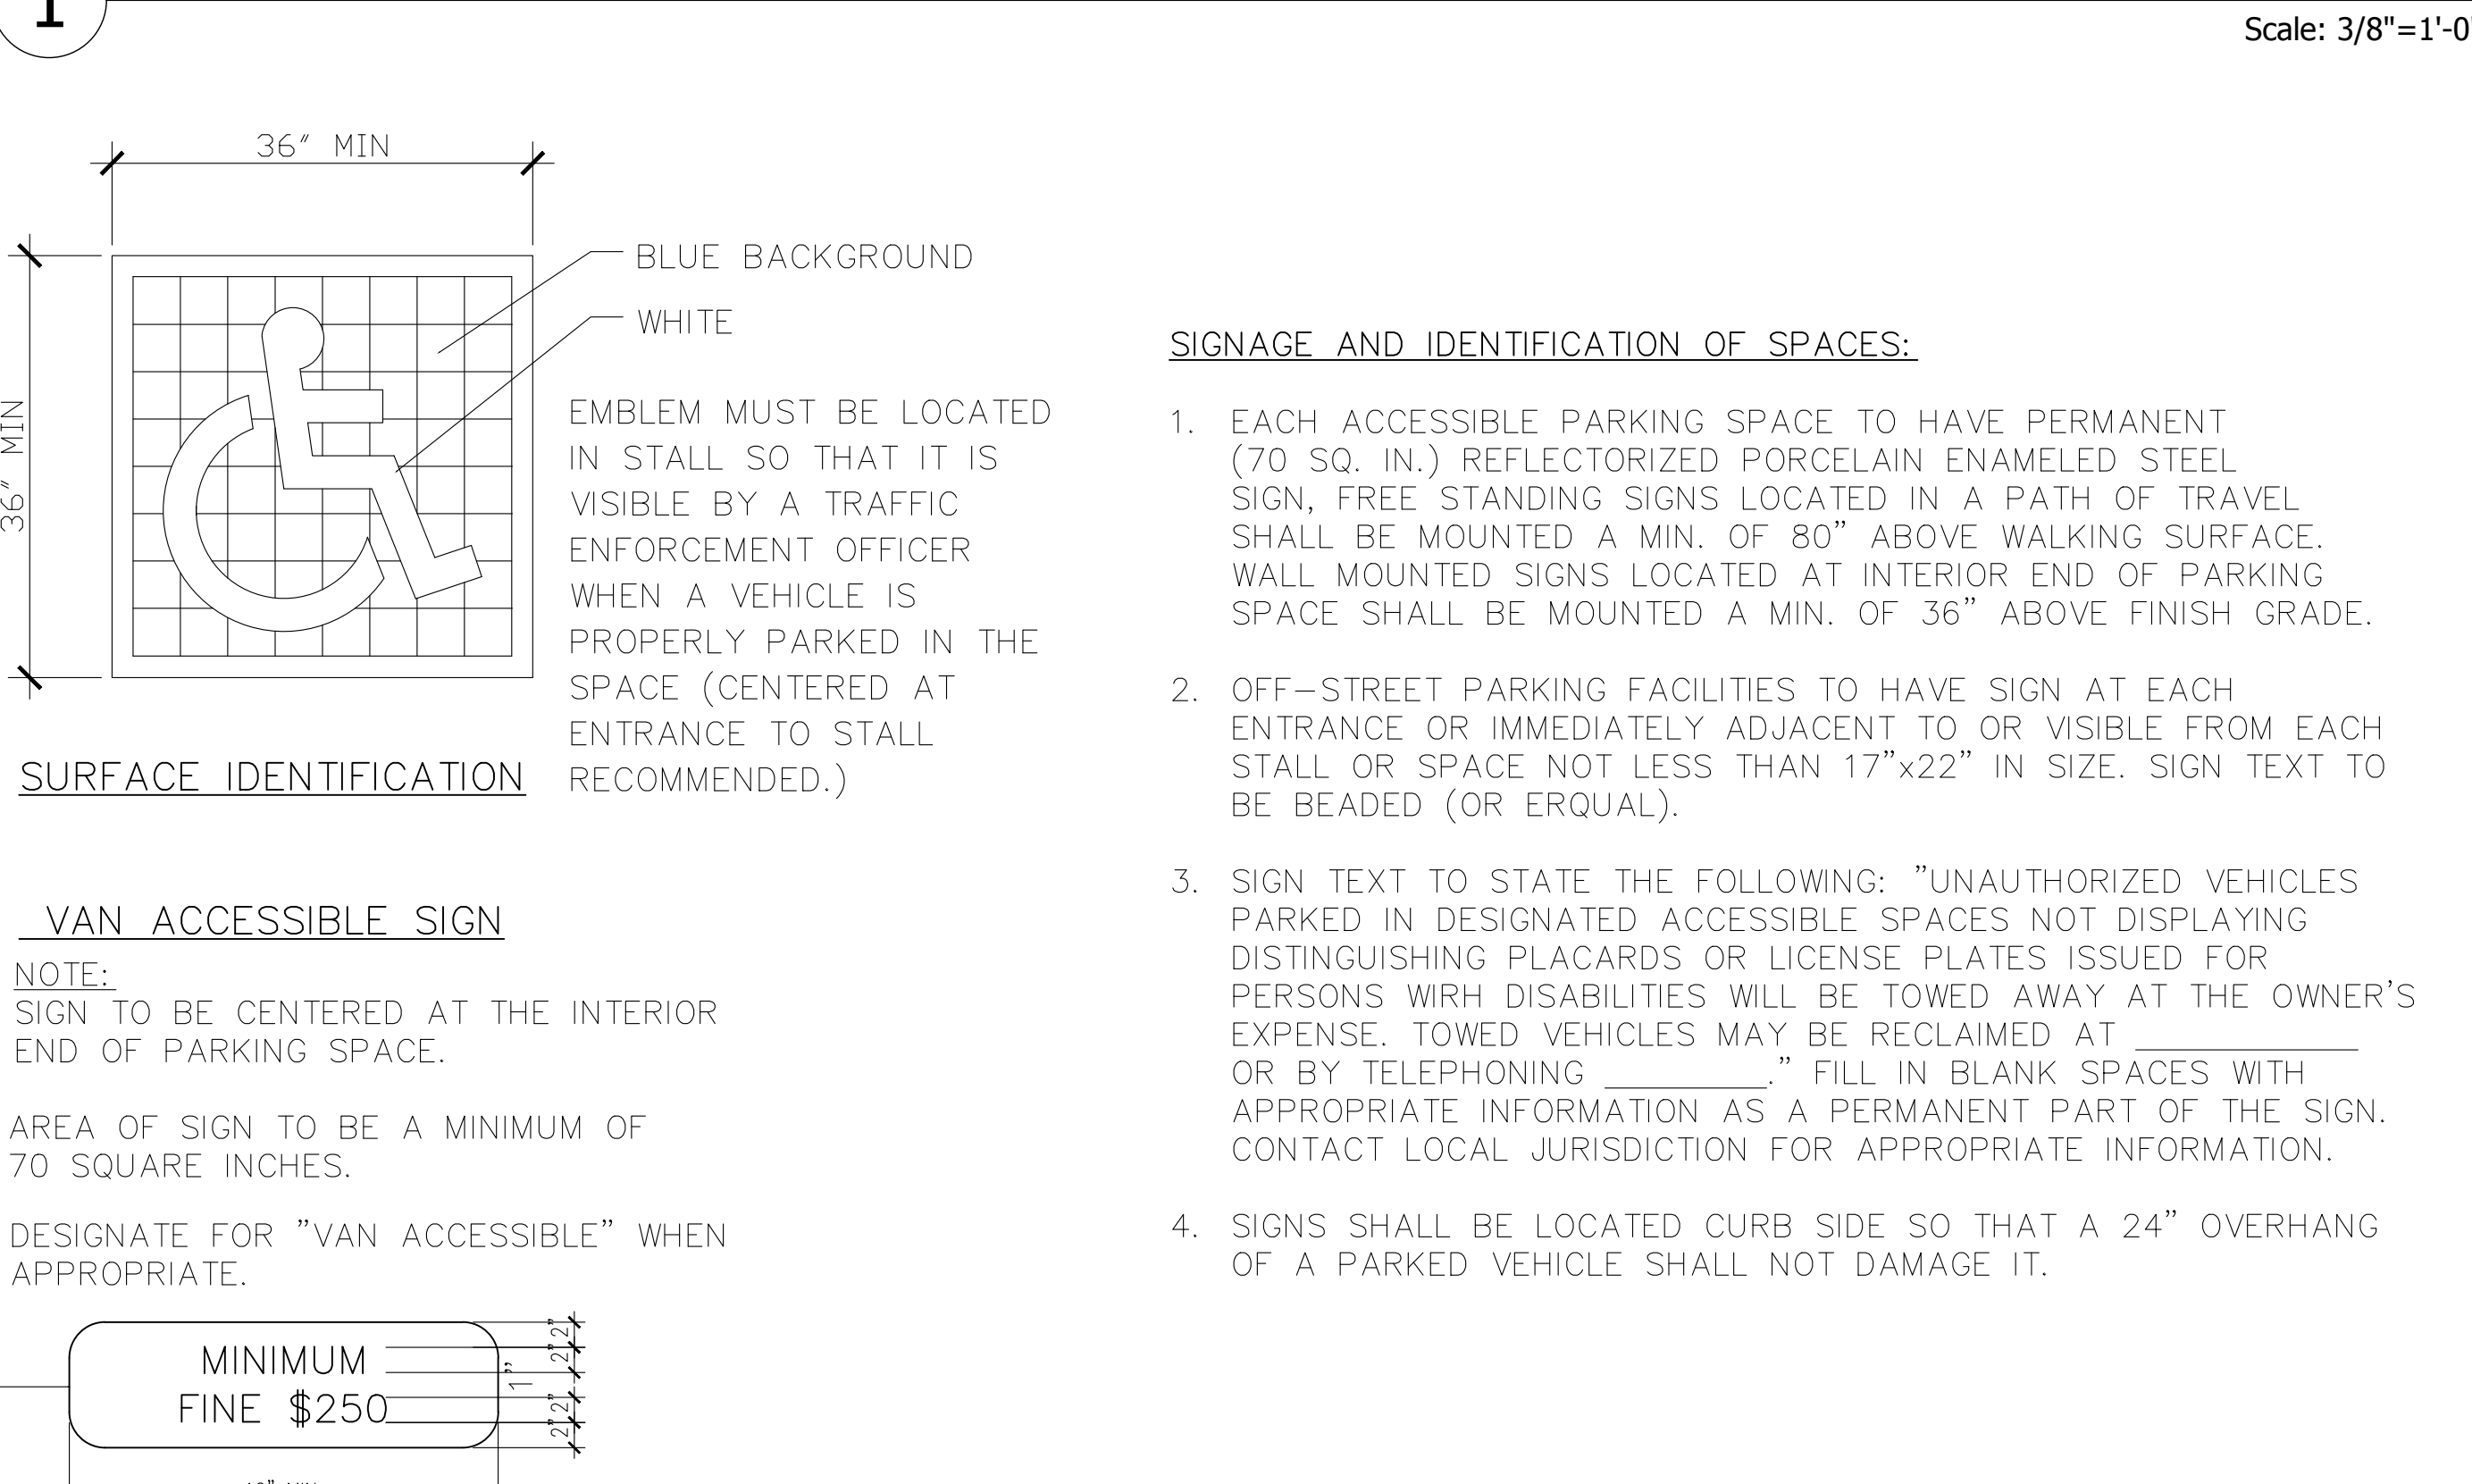 1
Scale: 3/8"=1'-0"
36" MIN
36" MIN
BLUE BACKGROUND
WHITE
EMBLEM MUST BE LOCATED
IN STALL SO THAT IT IS
VISIBLE BY A TRAFFIC
ENFORCEMENT OFFICER
WHEN A VEHICLE IS
PROPERLY PARKED IN THE
SPACE (CENTERED AT
ENTRANCE TO STALL
RECOMMENDED.)
SURFACE IDENTIFICATION
VAN ACCESSIBLE SIGN
NOTE:
SIGN TO BE CENTERED AT THE INTERIOR
END OF PARKING SPACE.
AREA OF SIGN TO BE A MINIMUM OF
70 SQUARE INCHES.
DESIGNATE FOR "VAN ACCESSIBLE" WHEN
APPROPRIATE.
MINIMUM
FINE $250
2"
2"
1"
2"
2"
SIGNAGE AND IDENTIFICATION OF SPACES:
1. EACH ACCESSIBLE PARKING SPACE TO HAVE PERMANENT
(70 SQ. IN.) REFLECTORIZED PORCELAIN ENAMELED STEEL
SIGN, FREE STANDING SIGNS LOCATED IN A PATH OF TRAVEL
SHALL BE MOUNTED A MIN. OF 80" ABOVE WALKING SURFACE.
WALL MOUNTED SIGNS LOCATED AT INTERIOR END OF PARKING
SPACE SHALL BE MOUNTED A MIN. OF 36" ABOVE FINISH GRADE.
2. OFF-STREET PARKING FACILITIES TO HAVE SIGN AT EACH
ENTRANCE OR IMMEDIATELY ADJACENT TO OR VISIBLE FROM EACH
STALL OR SPACE NOT LESS THAN 17"x22" IN SIZE. SIGN TEXT TO
BE BEADED (OR ERQUAL).
3. SIGN TEXT TO STATE THE FOLLOWING: "UNAUTHORIZED VEHICLES
PARKED IN DESIGNATED ACCESSIBLE SPACES NOT DISPLAYING
DISTINGUISHING PLACARDS OR LICENSE PLATES ISSUED FOR
PERSONS WIRH DISABILITIES WILL BE TOWED AWAY AT THE OWNER'S
EXPENSE. TOWED VEHICLES MAY BE RECLAIMED AT ___________
OR BY TELEPHONING ________." FILL IN BLANK SPACES WITH
APPROPRIATE INFORMATION AS A PERMANENT PART OF THE SIGN.
CONTACT LOCAL JURISDICTION FOR APPROPRIATE INFORMATION.
4. SIGNS SHALL BE LOCATED CURB SIDE SO THAT A 24" OVERHANG
OF A PARKED VEHICLE SHALL NOT DAMAGE IT.